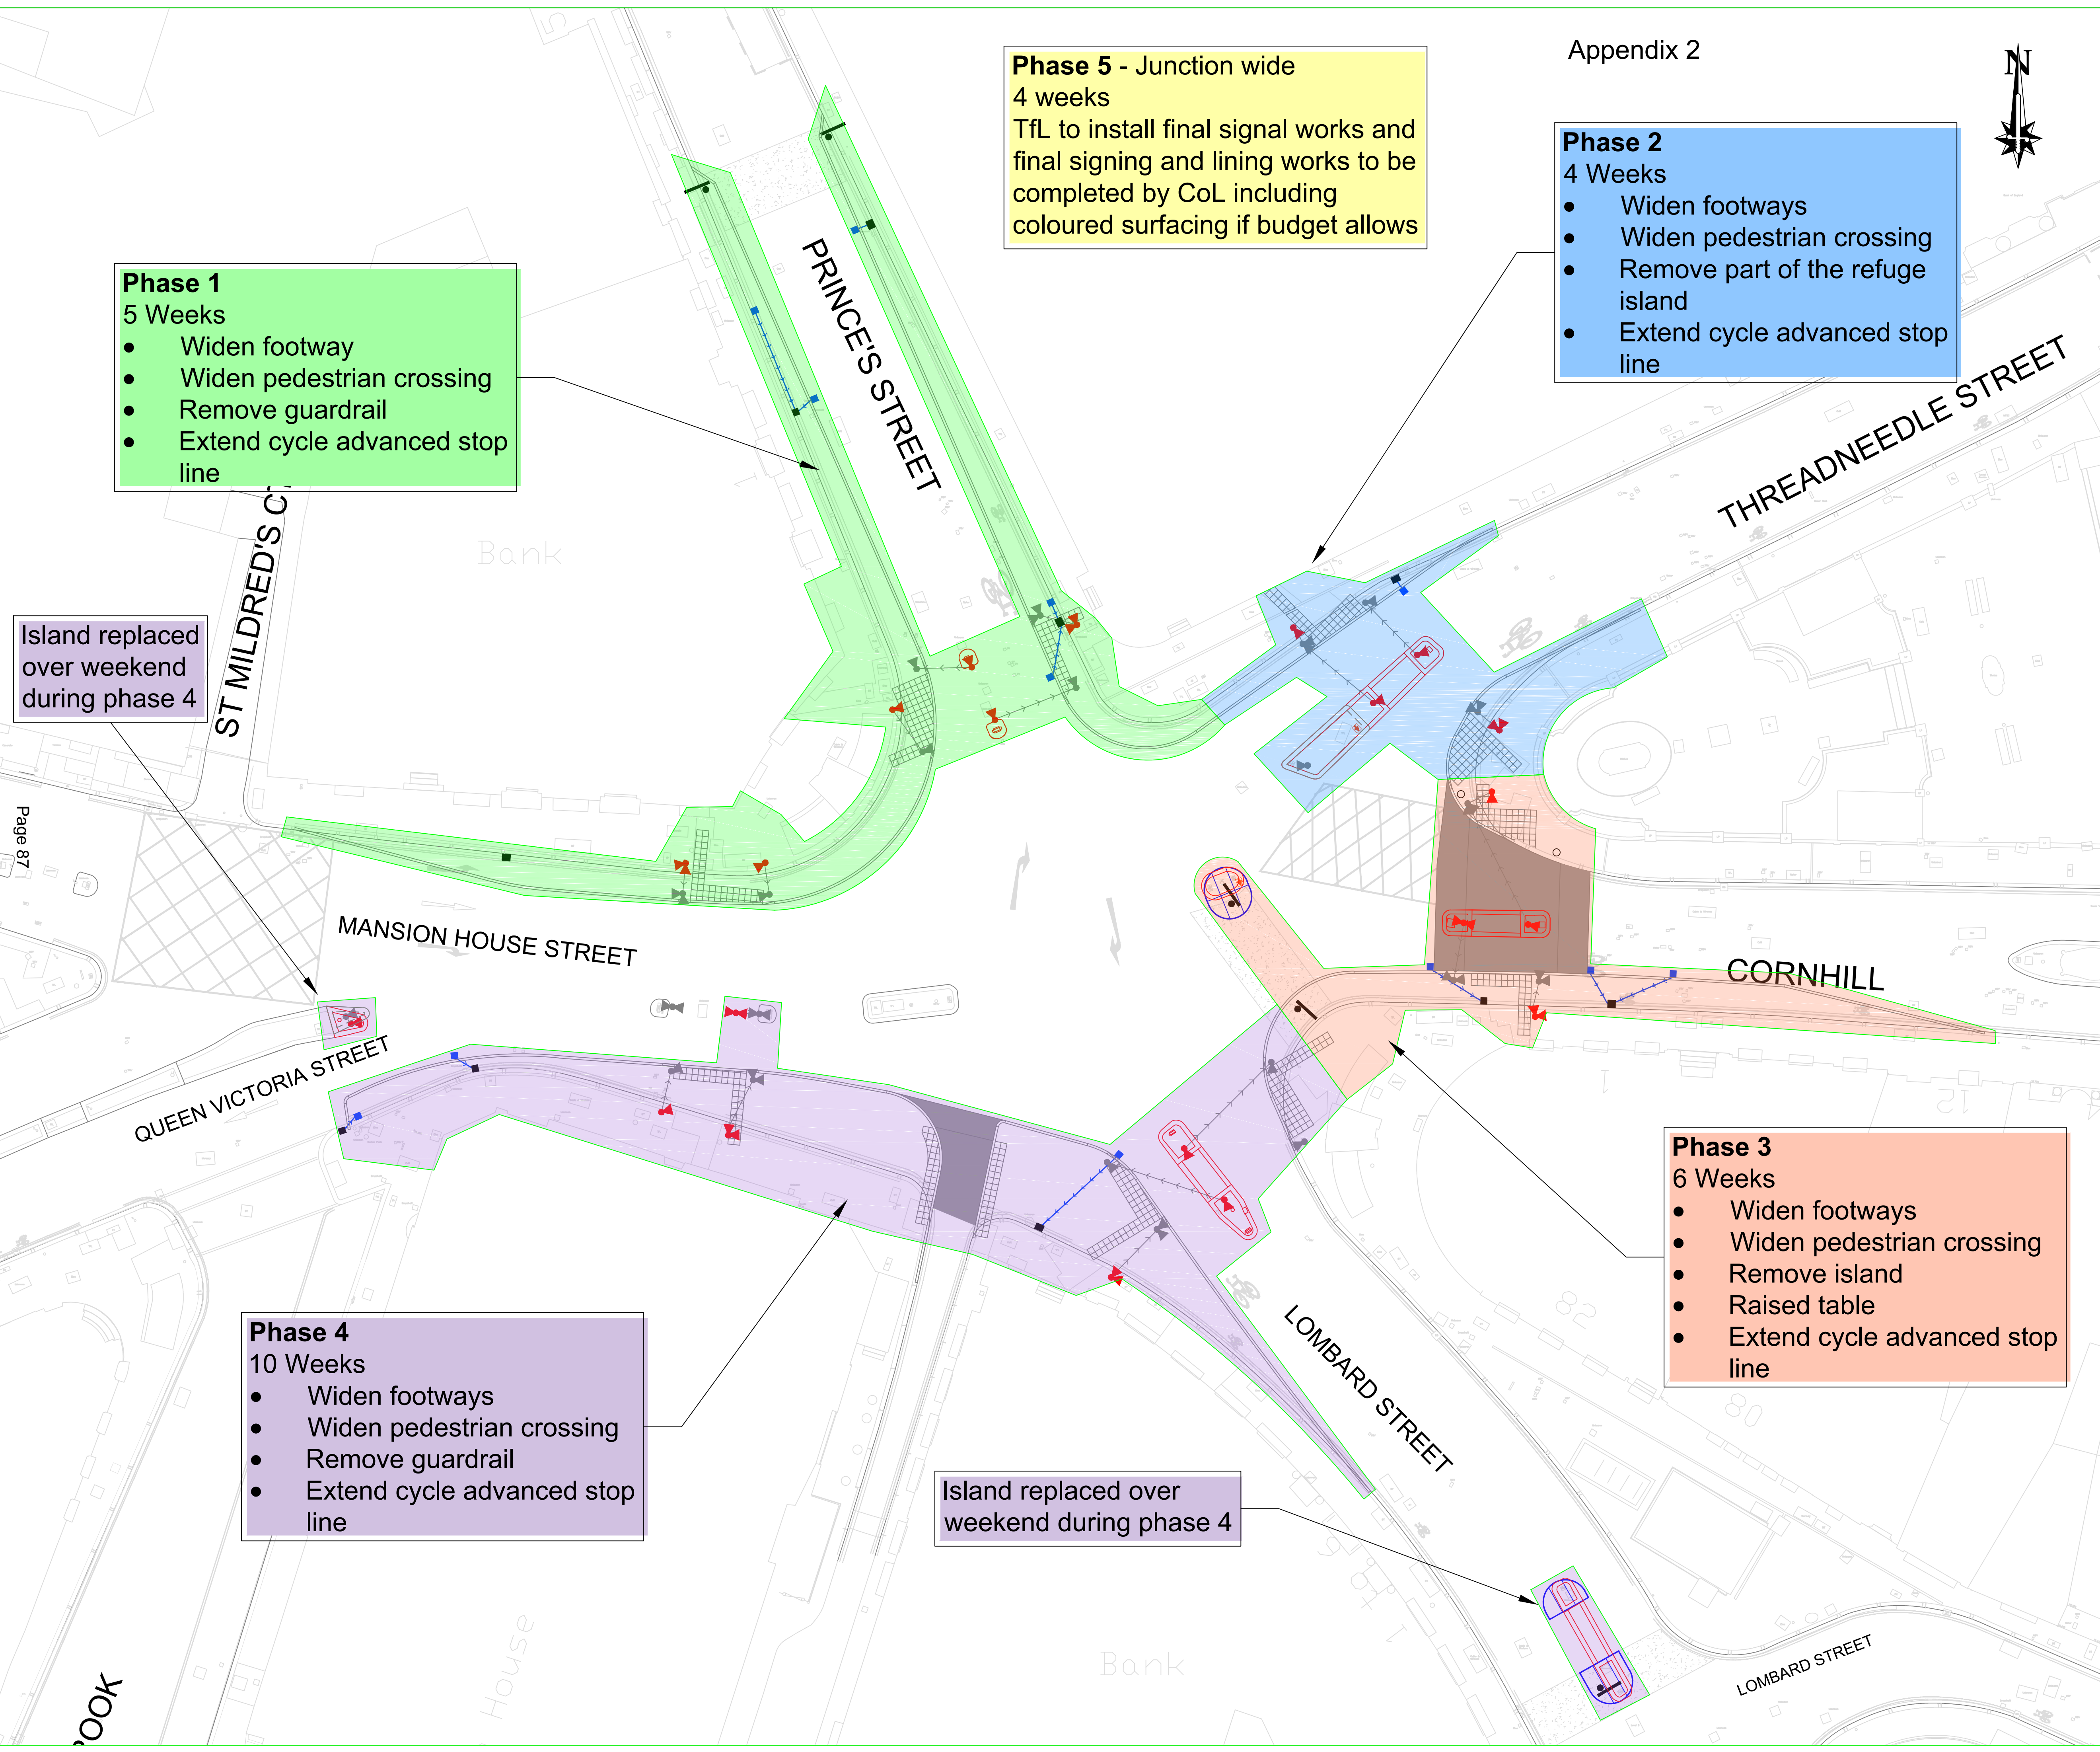 Appendix 2
N
Phase 5 - Junction wide
4 weeks
TfL to install final signal works and
final signing and lining works to be
completed by CoL including
coloured surfacing if budget allows
Phase 2
4 Weeks
● Widen footways
● Widen pedestrian crossing
● Remove part of the refuge
island
● Extend cycle advanced stop
line
Phase 1
5 Weeks
● Widen footway
● Widen pedestrian crossing
● Remove guardrail
● Extend cycle advanced stop
line
PRINCE'S STREET
THREADNEEDLE STREET
ST MILDRED'S
Bank
Island replaced
over weekend
during phase 4
Page 87
MANSION HOUSE STREET
CORNHILL
QUEEN VICTORIA STREET
Phase 3
6 Weeks
● Widen footways
● Widen pedestrian crossing
● Remove island
● Raised table
● Extend cycle advanced stop
line
Phase 4
10 Weeks
● Widen footways
● Widen pedestrian crossing
● Remove guardrail
● Extend cycle advanced stop
line
LOMBARD STREET
Island replaced over
weekend during phase 4
House
Bank
LOMBARD STREET
OOK